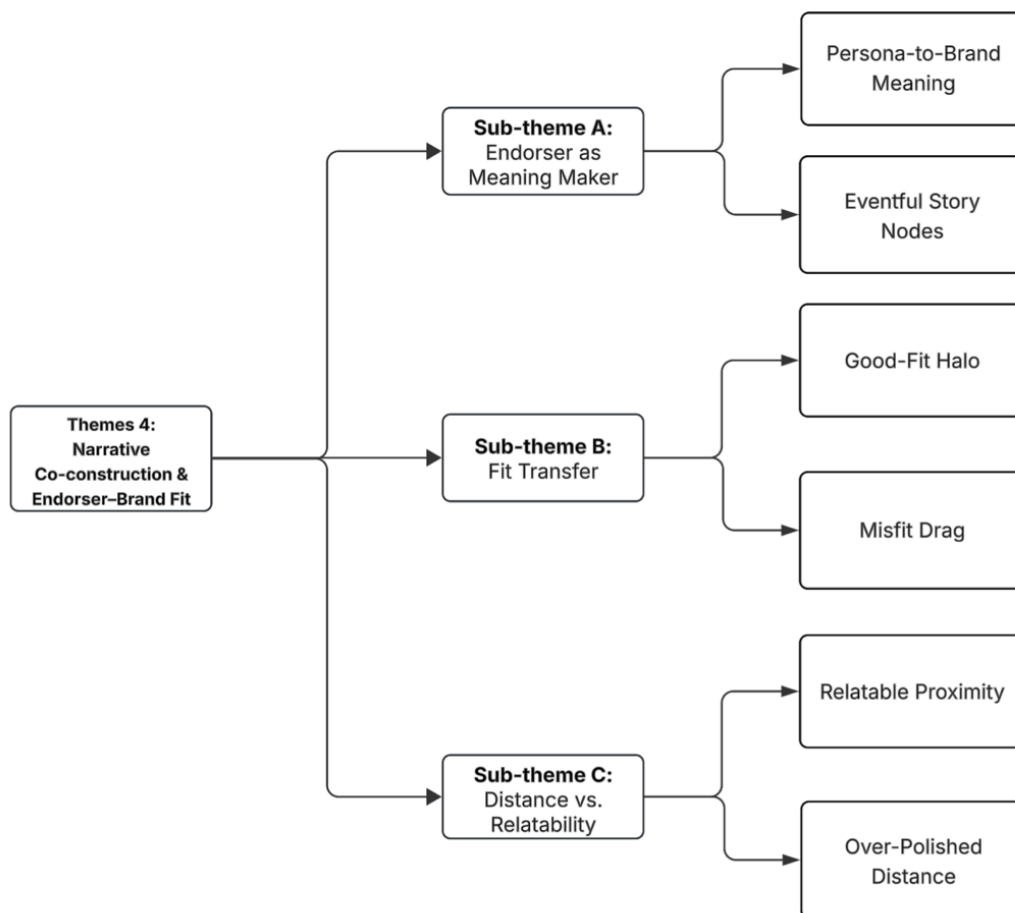 Themes 4:
Narrative
Co-construction &
Endorser–Brand Fit
Sub-theme A:
Endorser as
Meaning Maker
Persona-to-Brand
Meaning
Eventful Story
Nodes
Sub-theme B:
Fit Transfer
Good-Fit Halo
Misfit Drag
Sub-theme C:
Distance vs.
Relatability
Relatable Proximity
Over-Polished
Distance